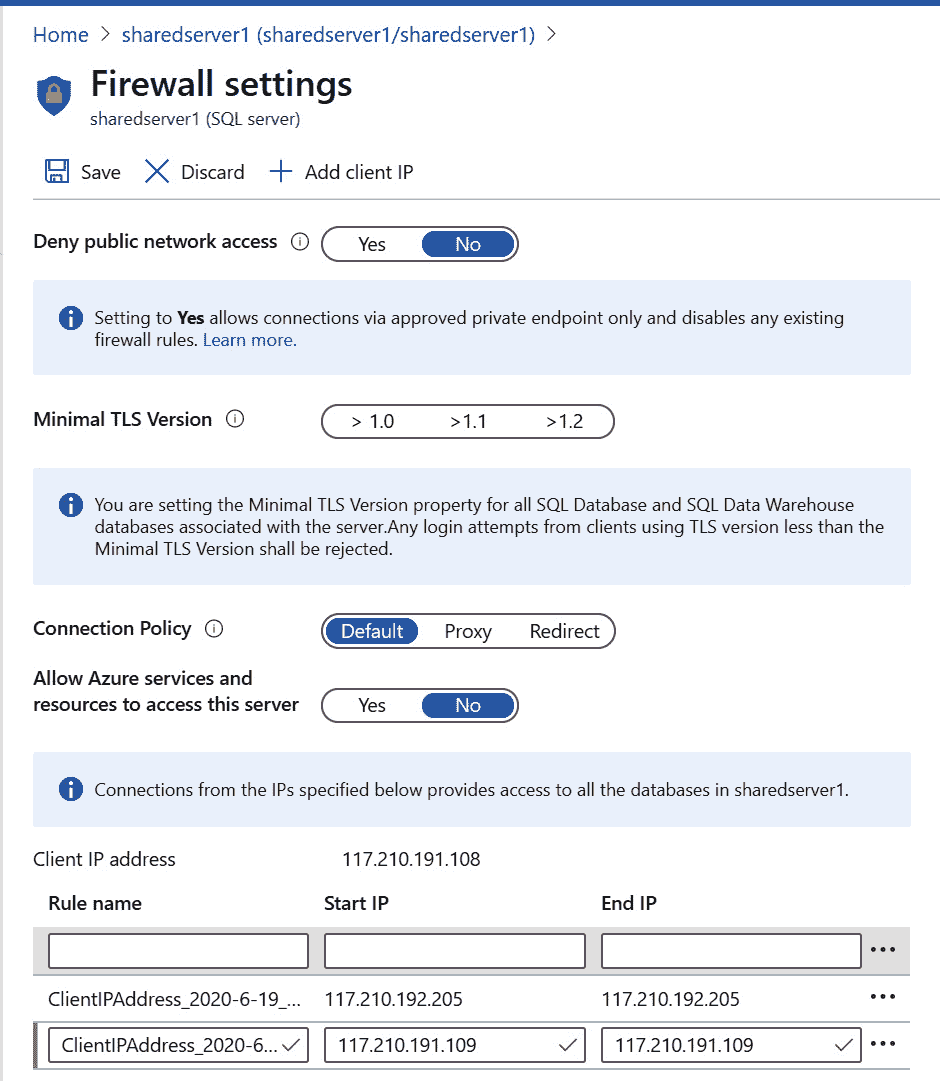 Home > sharedserver1 (sharedserver1/sharedserver1) >
Firewall settings
sharedserver1 (SQL server)
Save Discard Add client IP
Deny public network access Yes No
Setting to Yes allows connections via approved private endpoint only and disables any existing
firewall rules. Learn more.
Minimal TLS Version > 1.0 >1.1 >1.2
You are setting the Minimal TLS Version property for all SQL Database and SQL Data Warehouse
databases associated with the server.Any login attempts from clients using TLS version less than the
Minimal TLS Version shall be rejected.
Connection Policy Default Proxy Redirect
Allow Azure services and
resources to access this server Yes No
Connections from the IPs specified below provides access to all the databases in sharedserver1.
Client IP address 117.210.191.108
Rule name Start IP End IP
ClientIPAddress_2020-6-19_... 117.210.192.205 117.210.192.205
ClientIPAddress_2020-6... 117.210.191.109 117.210.191.109